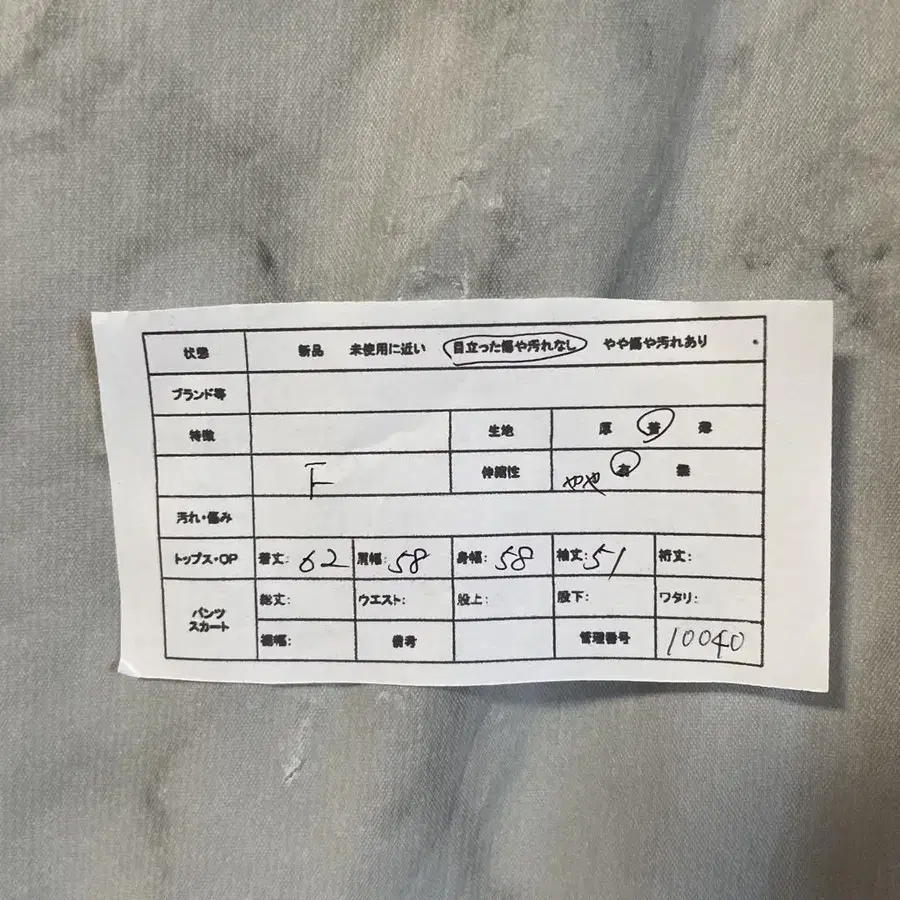 状態 新品 未使用に近い 目立った傷や汚れなし やや傷や汚れあり
ブランド等
特徴 生地 厚 普 薄
F 伸縮性 やや 有 無
汚れ・傷み
トップス・OP 着丈: 62 肩幅: 58 身幅: 58 袖丈: 51 裄丈:
パンツ スカート 総丈: ウエスト: 股上: 股下: ワタリ:
裾幅: 備考 管理番号 10040